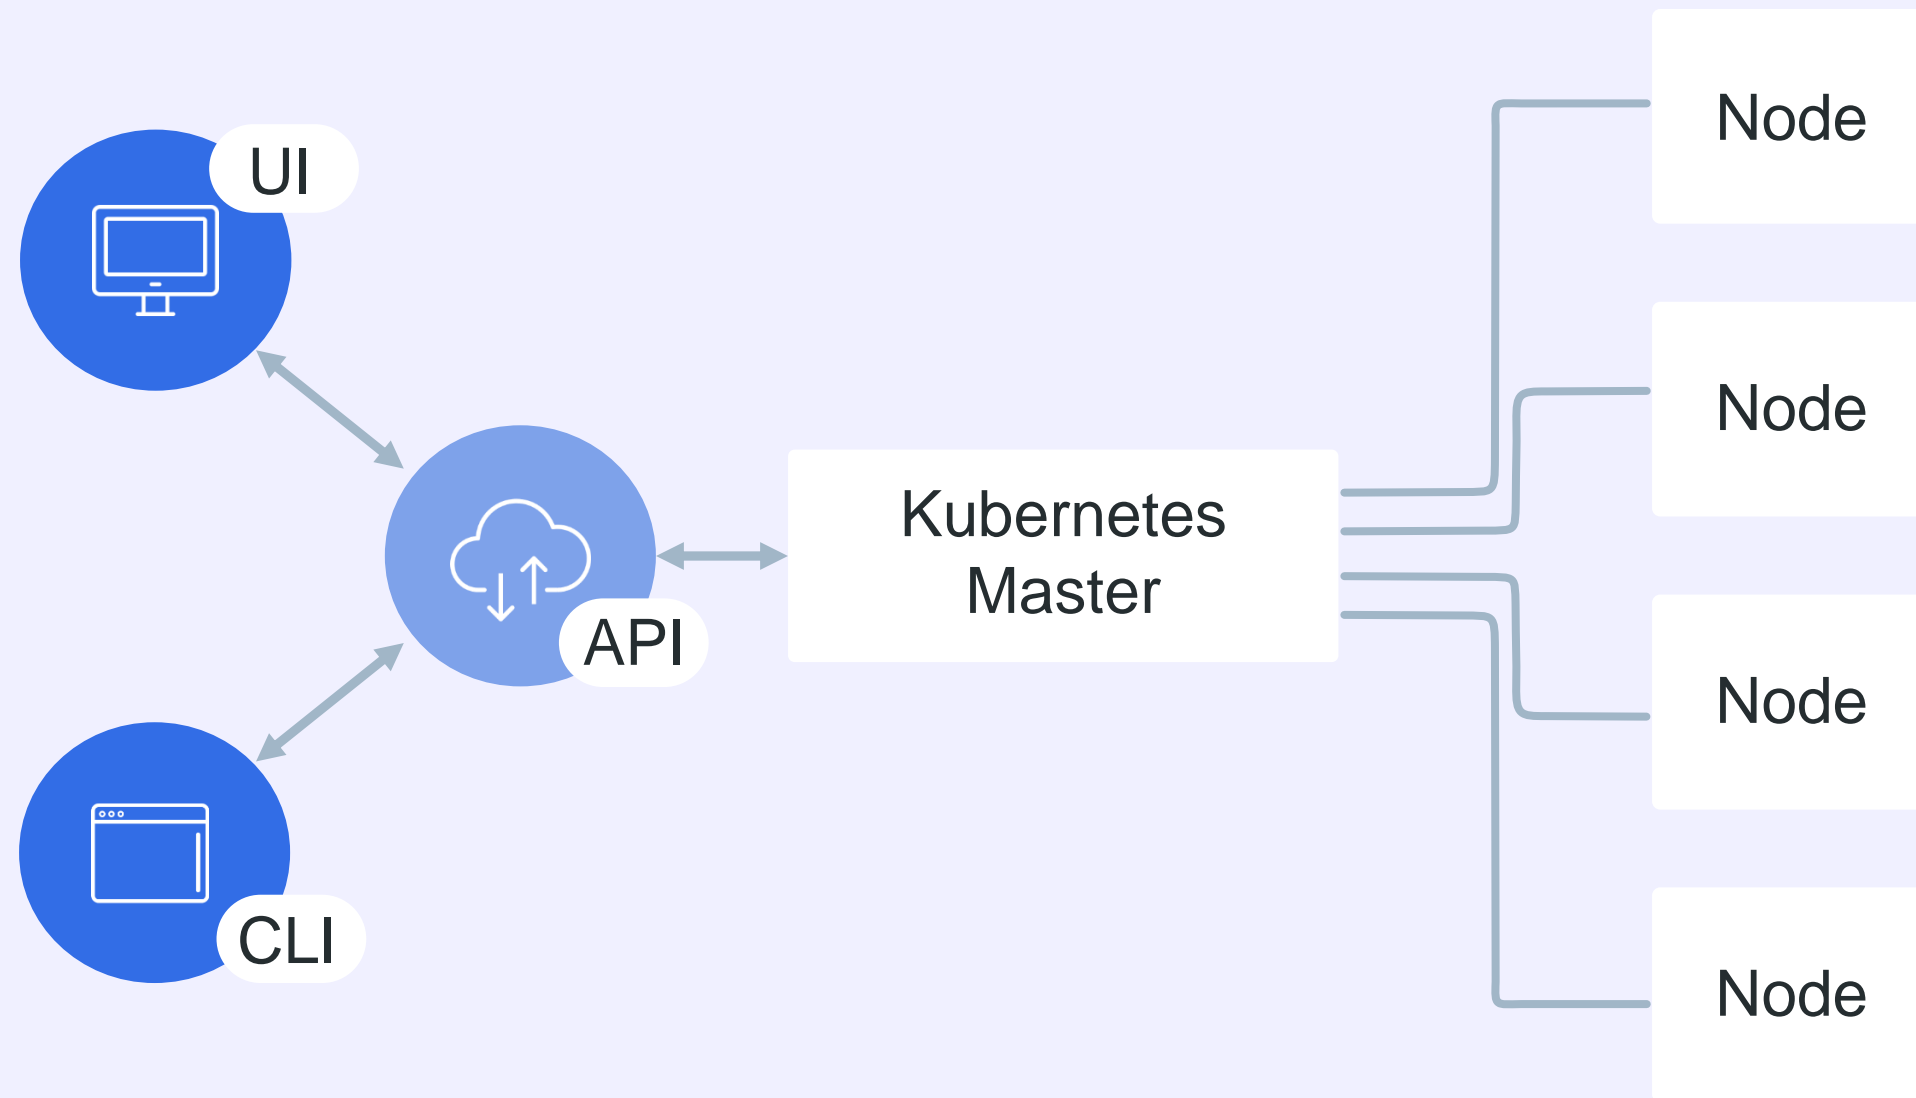 UI
API
CLI
Kubernetes
Master
Node
Node
Node
Node